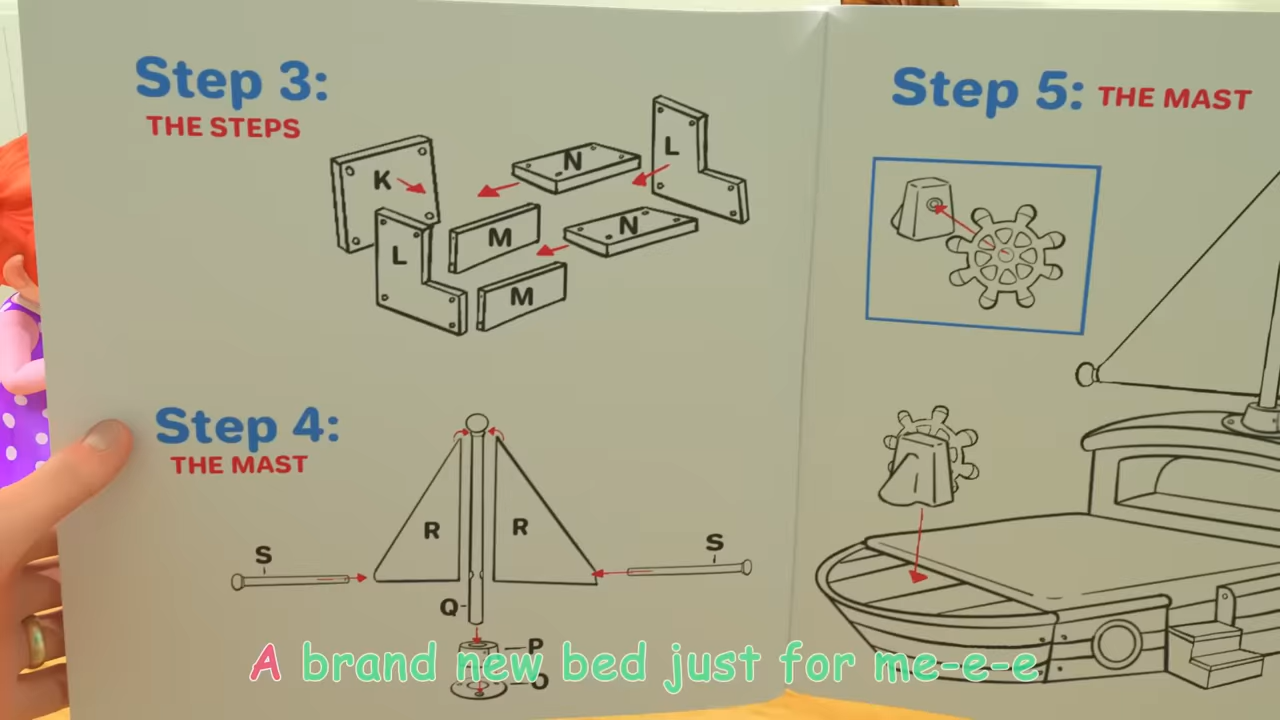 Step 3:
THE STEPS
K
N
L
L
M
N
M
Step 4:
THE MAST
R
R
S
S
Q
P
O
Step 5: THE MAST
A brand new bed just for me-e-e